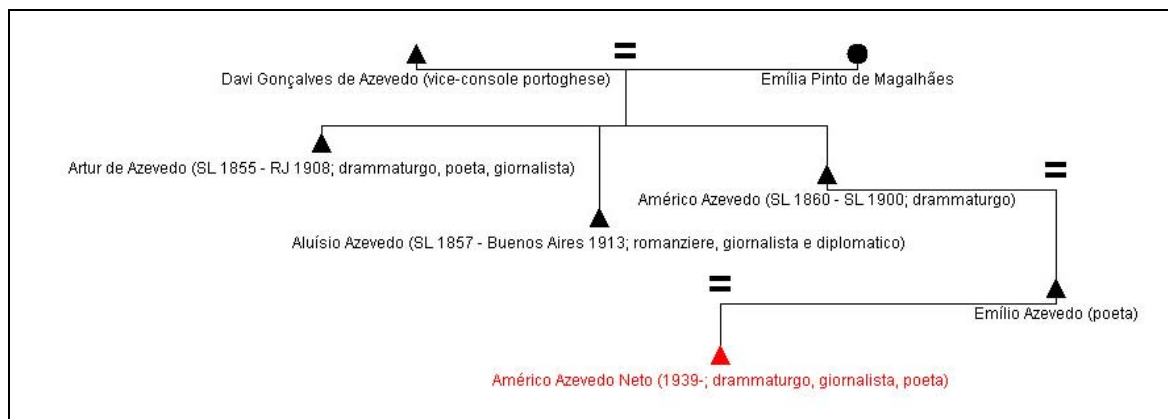 Davi Gonçalves de Azevedo (vice-console portoghese)
Emília Pinto de Magalhães
Artur de Azevedo (SL 1855 - RJ 1908; drammaturgo, poeta, giornalista)
Américo Azevedo (SL 1860 - SL 1900; drammaturgo)
Aluísio Azevedo (SL 1857 - Buenos Aires 1913; romanziere, giornalista e diplomatico)
Emílio Azevedo (poeta)
Américo Azevedo Neto (1939-; drammaturgo, giornalista, poeta)